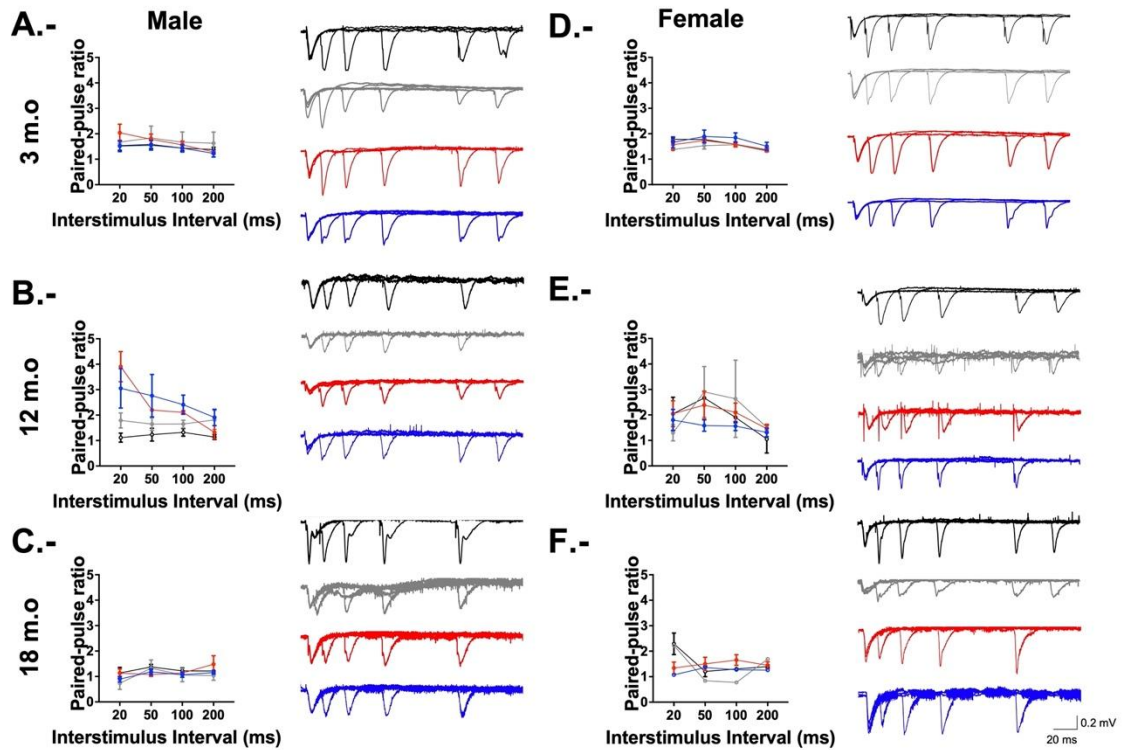 A.-
Male
3 m.o
Paired-pulse ratio
5
4
3
2
1
0
20 50 100 200
Interstimulus Interval (ms)
B.-
12 m.o
Paired-pulse ratio
5
4
3
2
1
0
20 50 100 200
Interstimulus Interval (ms)
C.-
18 m.o
Paired-pulse ratio
5
4
3
2
1
0
20 50 100 200
Interstimulus Interval (ms)
D.-
Female
Paired-pulse ratio
5
4
3
2
1
0
20 50 100 200
Interstimulus Interval (ms)
E.-
Paired-pulse ratio
5
4
3
2
1
0
20 50 100 200
Interstimulus Interval (ms)
F.-
Paired-pulse ratio
5
4
3
2
1
0
20 50 100 200
Interstimulus Interval (ms)
0.2 mV
20 ms